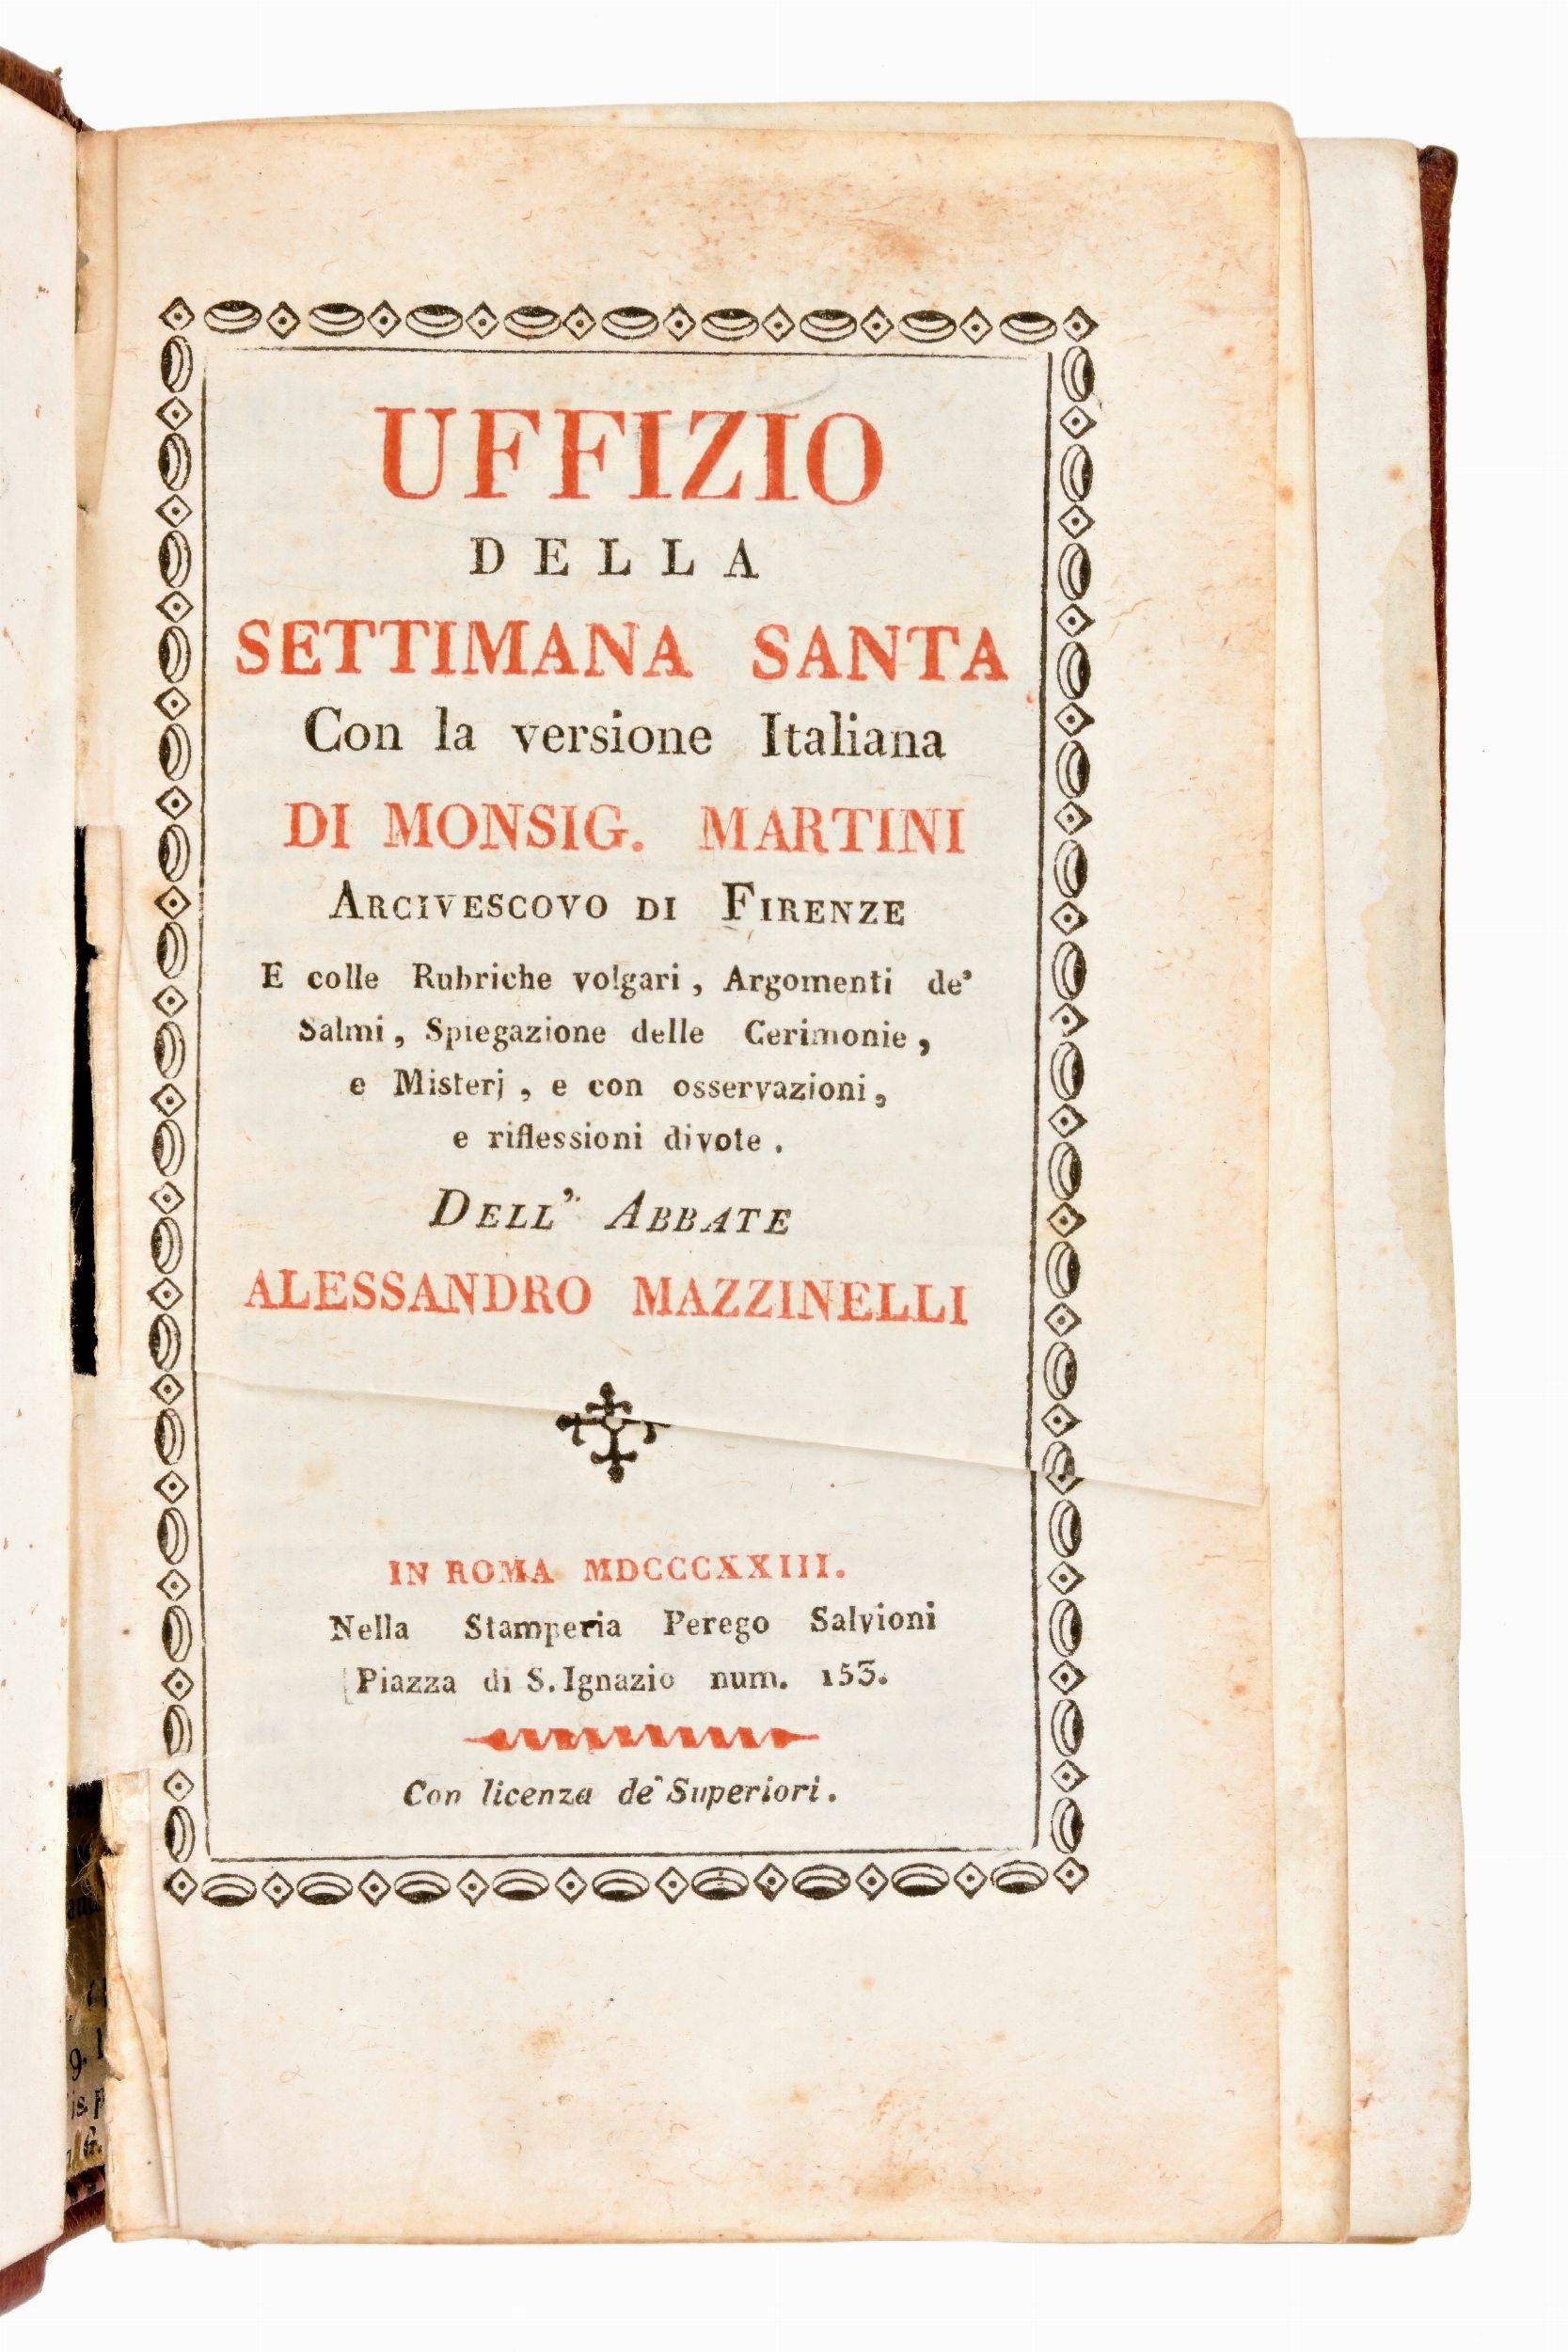 UFFIZIO
DELLA
SETTIMANA SANTA
Con la versione Italiana
DI MONSIG. MARTINI
ARCIVESCOVO DI FIRENZE
E colle Rubriche volgari, Argomenti de'
Salmi, Spiegazione delle Cerimonie,
e Misterj, e con osservazioni,
e riflessioni divote.
DELL' ABBATE
ALESSANDRO MAZZINELLI
IN ROMA MDCCCXXIII.
Nella Stamperia Perego Salvioni
Piazza di S. Ignazio num. 153.
Con licenza de' Superiori.